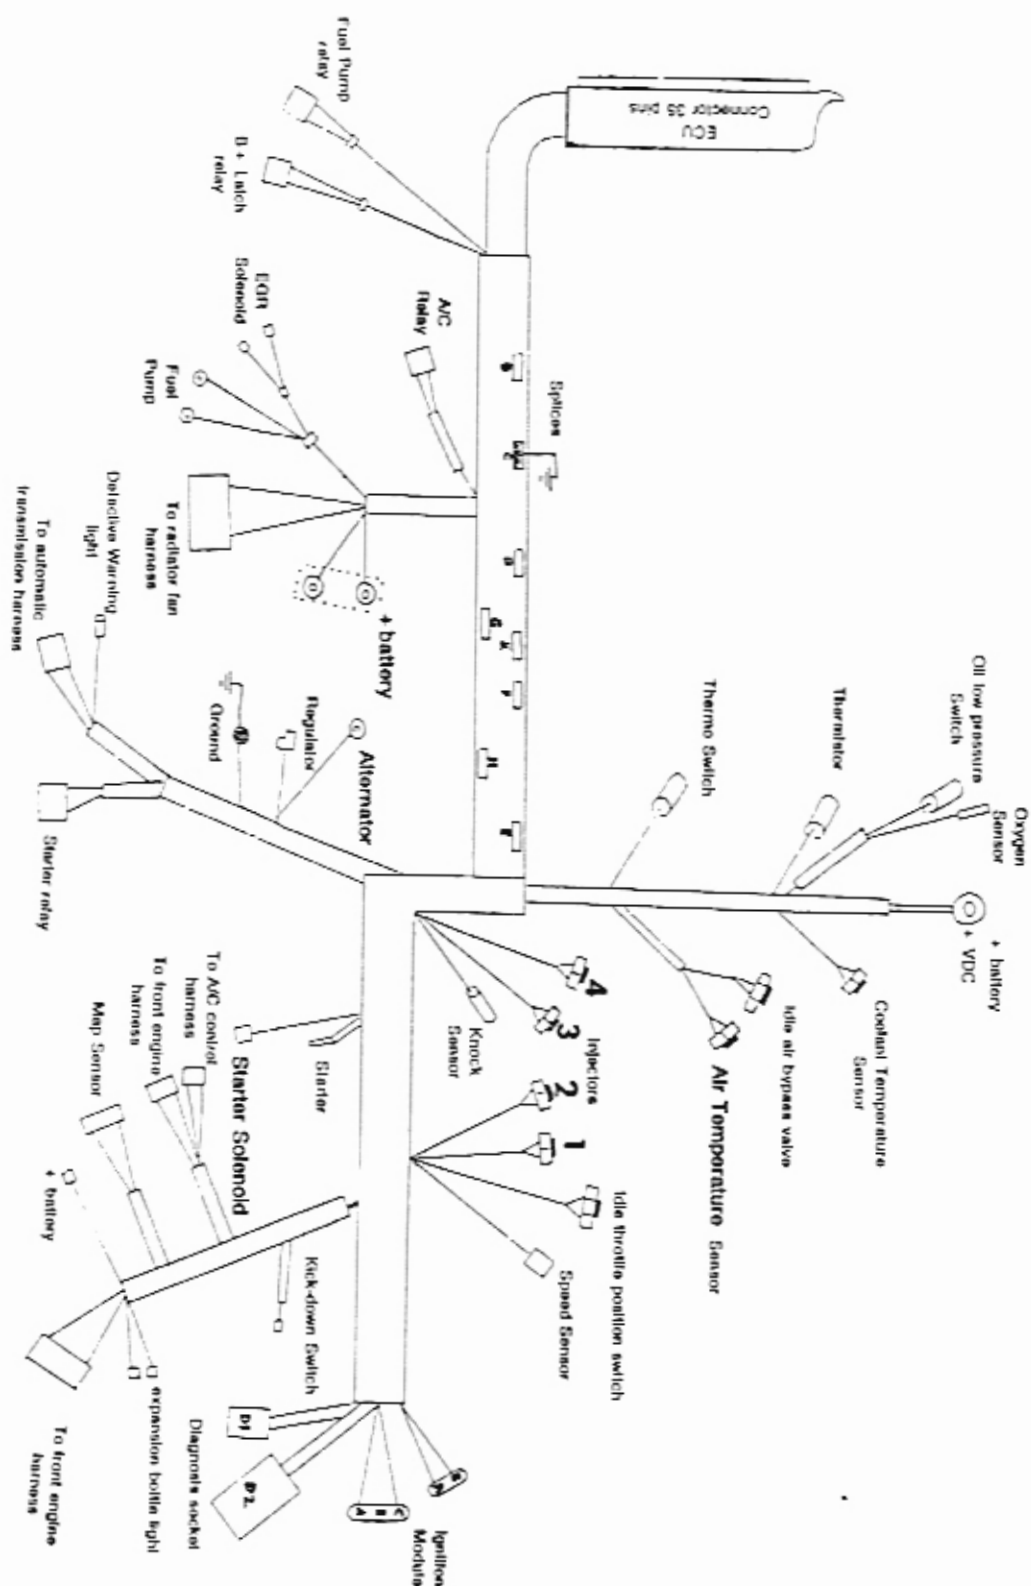 ECU
Connector 35 pins
Fuel Pump
relay
B+ Latch
relay
EGR
Solenoid
Fuel
Pump
A/C
Relay
Splices
To radiator fan
harness
+ battery
Defective Warning
light
To automatic
transmission harness
Starter relay
Ground
Regulator
Alternator
G
K
P
H
Thermo Switch
Thermistor
Oil low pressure
Switch
Oxygen
Sensor
+ battery
+ VDC
Coolant Temperature
Sensor
Idle air bypass valve
Air Temperature Sensor
4
3
2
1
Injectors
Knock
Sensor
Idle throttle position switch
Speed Sensor
Starter
Starter Solenoid
To A/C control
harness
To front engine
harness
Map Sensor
+ battery
Kick-down Switch
To front engine
harness
expansion bottle light
Diagnosis socket
D1
D2
A B C
Ignition
Module